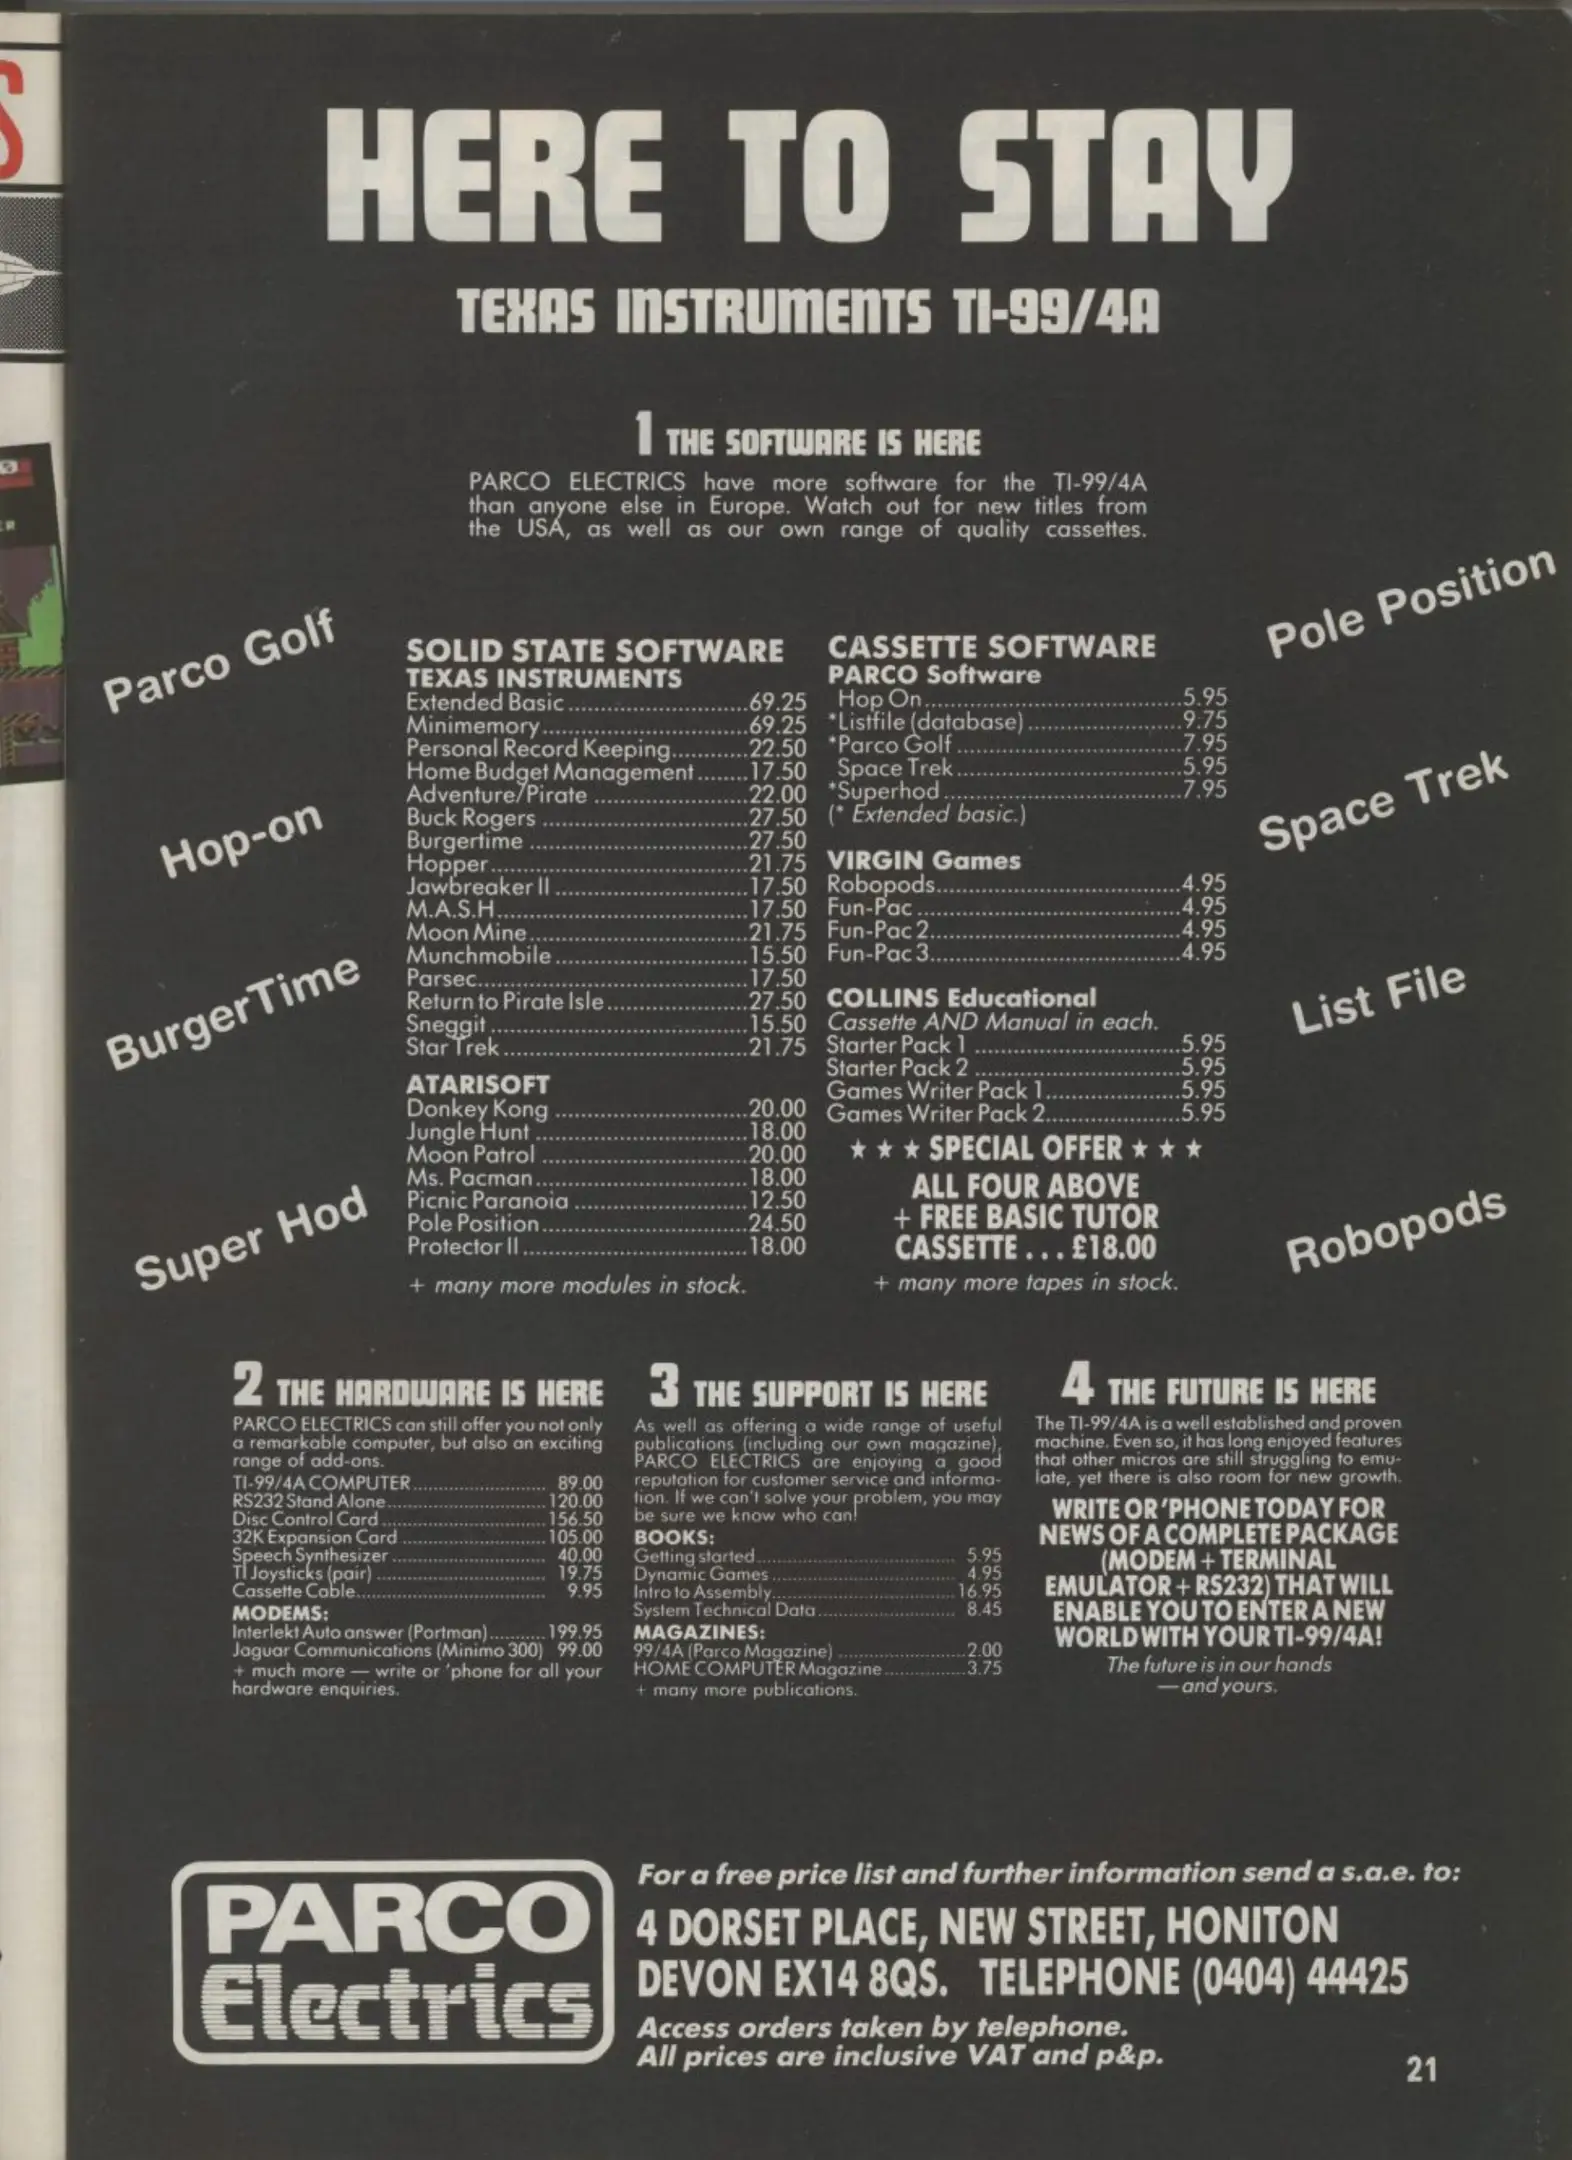 HERE TO STAY
TEXAS INSTRUMENTS TI-99/4A
1 THE SOFTWARE IS HERE
PARCO ELECTRICS have more software for the TI-99/4A
than anyone else in Europe. Watch out for new titles from
the USA, as well as our own range of quality cassettes.
Parco Golf
Hop-on
BurgerTime
Super Hod
SOLID STATE SOFTWARE
TEXAS INSTRUMENTS
Extended Basic............................69.25
Minimemory................................69.25
Personal Record Keeping............22.50
Home Budget Management........17.50
Adventure/Pirate ........................22.00
Buck Rogers ................................27.50
Burgertime ..................................27.50
Hopper........................................21.75
Jawbreaker II ..............................17.50
M.A.S.H.......................................17.50
Moon Mine..................................21.75
Munchmobile..............................15.50
Parsec..........................................17.50
Return to Pirate Isle......................27.50
Sneggit ........................................15.50
Star Trek......................................21.75
ATARISOFT
Donkey Kong ..............................20.00
Jungle Hunt .................................18.00
Moon Patrol ................................20.00
Ms. Pacman.................................18.00
Picnic Paranoia ...........................12.50
Pole Position................................24.50
Protector II...................................18.00
+ many more modules in stock.
CASSETTE SOFTWARE
PARCO Software
Hop On........................................5.95
*Listfile (database)........................9.75
*Parco Golf ...................................7.95
Space Trek...................................5.95
*Superhod.....................................7.95
(* Extended basic.)
VIRGIN Games
Robopods......................................4.95
Fun-Pac.........................................4.95
Fun-Pac 2.......................................4.95
Fun-Pac 3.......................................4.95
COLLINS Educational
Cassette AND Manual in each.
Starter Pack 1 ................................5.95
Starter Pack 2 ................................5.95
Games Writer Pack 1.....................5.95
Games Writer Pack 2.....................5.95
★ ★ ★ SPECIAL OFFER ★ ★ ★
ALL FOUR ABOVE
+ FREE BASIC TUTOR
CASSETTE . . . £18.00
+ many more tapes in stock.
Pole Position
Space Trek
List File
Robopods
2 THE HARDWARE IS HERE
PARCO ELECTRICS can still offer you not only
a remarkable computer, but also an exciting
range of add-ons.
TI-99/4A COMPUTER.......................... 89.00
RS232 Stand Alone...............................120.00
Disc Control Card................................156.50
32K Expansion Card............................105.00
Speech Synthesizer.............................. 40.00
TI Joysticks (pair) ................................. 19.75
Cassette Cable..................................... 9.95
MODEMS:
Interlekt Auto answer (Portman)...........199.95
Jaguar Communications (Minimo 300) 99.00
+ much more — write or 'phone for all your
hardware enquiries.
3 THE SUPPORT IS HERE
As well as offering a wide range of useful
publications (including our own magazine),
PARCO ELECTRICS are enjoying a good
reputation for customer service and informa-
tion. If we can't solve your problem, you may
be sure we know who can!
BOOKS:
Getting started....................................... 5.95
Dynamic Games.................................... 4.95
Intro to Assembly....................................16.95
System Technical Data........................... 8.45
MAGAZINES:
99/4A (Parco Magazine) .........................2.00
HOME COMPUTER Magazine................3.75
+ many more publications.
4 THE FUTURE IS HERE
The TI-99/4A is a well established and proven
machine. Even so, it has long enjoyed features
that other micros are still struggling to emu-
late, yet there is also room for new growth.
WRITE OR 'PHONE TODAY FOR
NEWS OF A COMPLETE PACKAGE
(MODEM + TERMINAL
EMULATOR + RS232) THAT WILL
ENABLE YOU TO ENTER A NEW
WORLD WITH YOUR TI-99/4A!
The future is in our hands
— and yours.
PARCO
Electrics
For a free price list and further information send a s.a.e. to:
4 DORSET PLACE, NEW STREET, HONITON
DEVON EX14 8QS. TELEPHONE (0404) 44425
Access orders taken by telephone.
All prices are inclusive VAT and p&p.
21